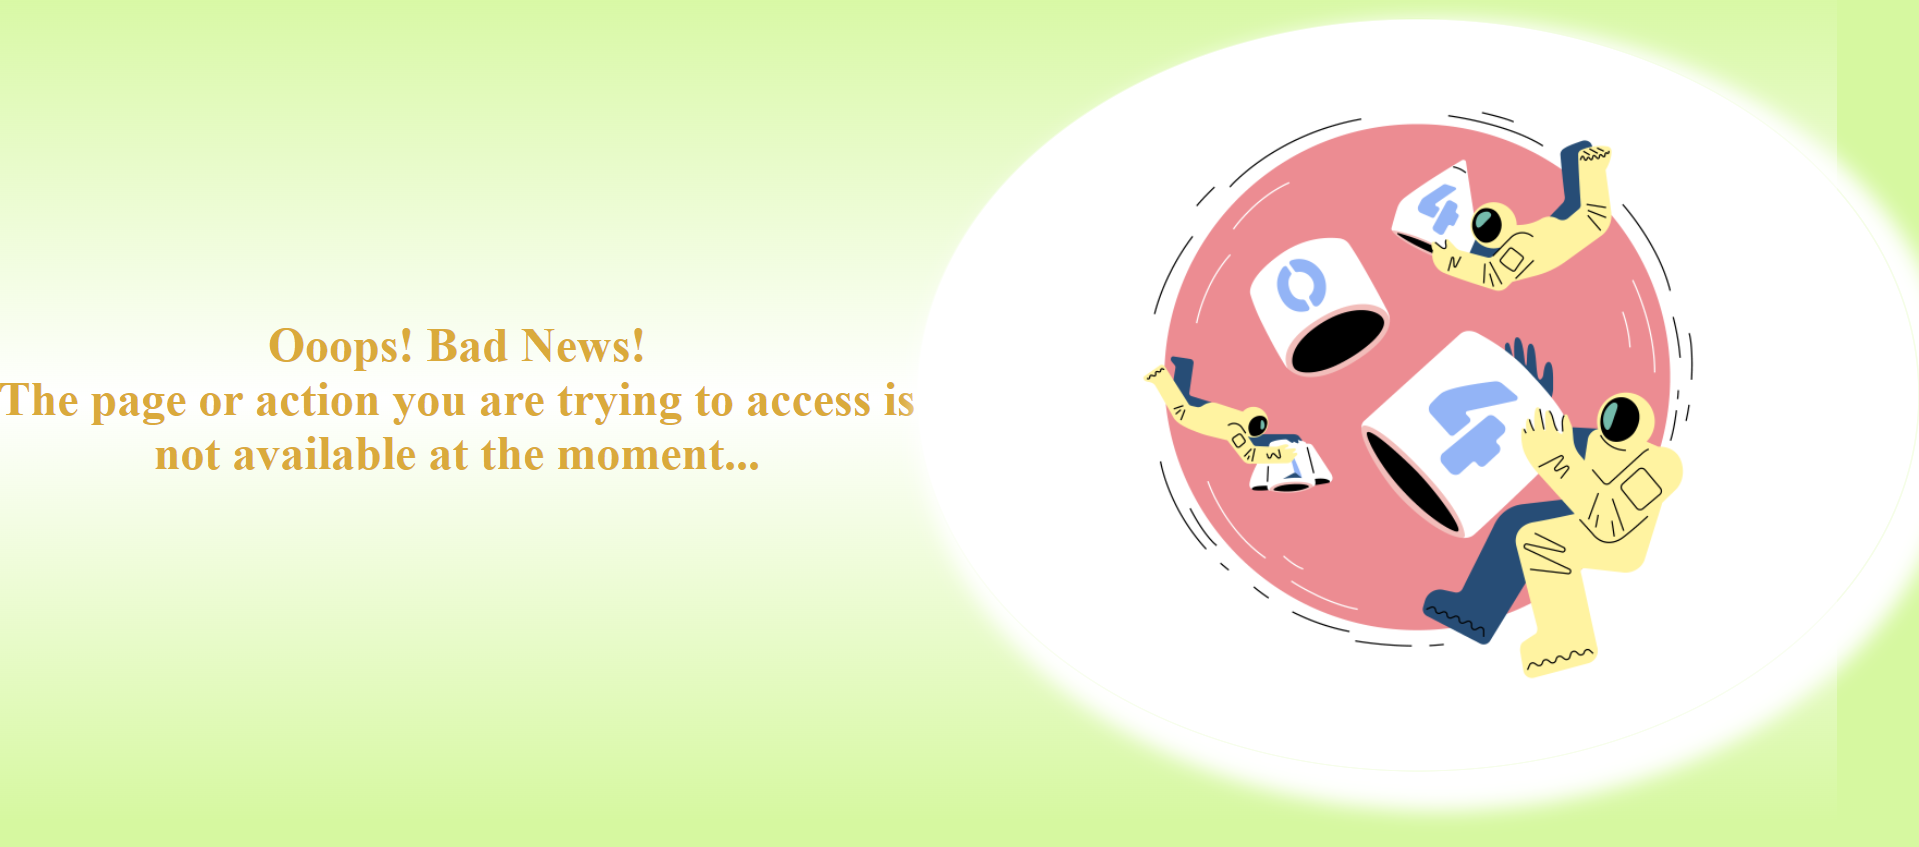 Ooops! Bad News!
The page or action you are trying to access is
not available at the moment...
4
0
4